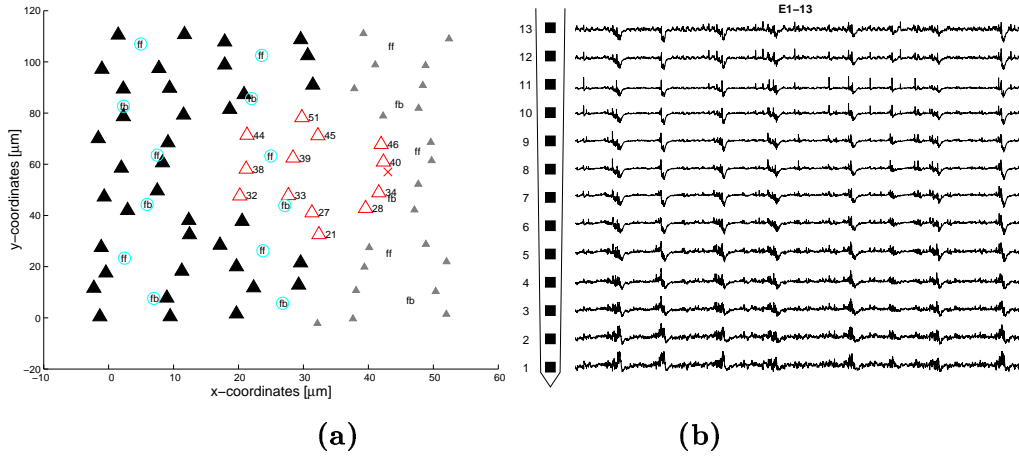 E1−13
120
100
80
60
40
20
0
−20
−10
0
10
20
30
40
50
60
x−coordinates [µm]
y−coordinates [µm]
ff
ff
ff
fb
fb
fb
51
44
45
46
ff
ff
39
ff
40
38
32
33
34
fb
fb
fb
28
27
21
ff
ff
ff
fb
fb
fb
13
12
11
10
9
8
7
6
5
4
3
2
1
(a)
(b)